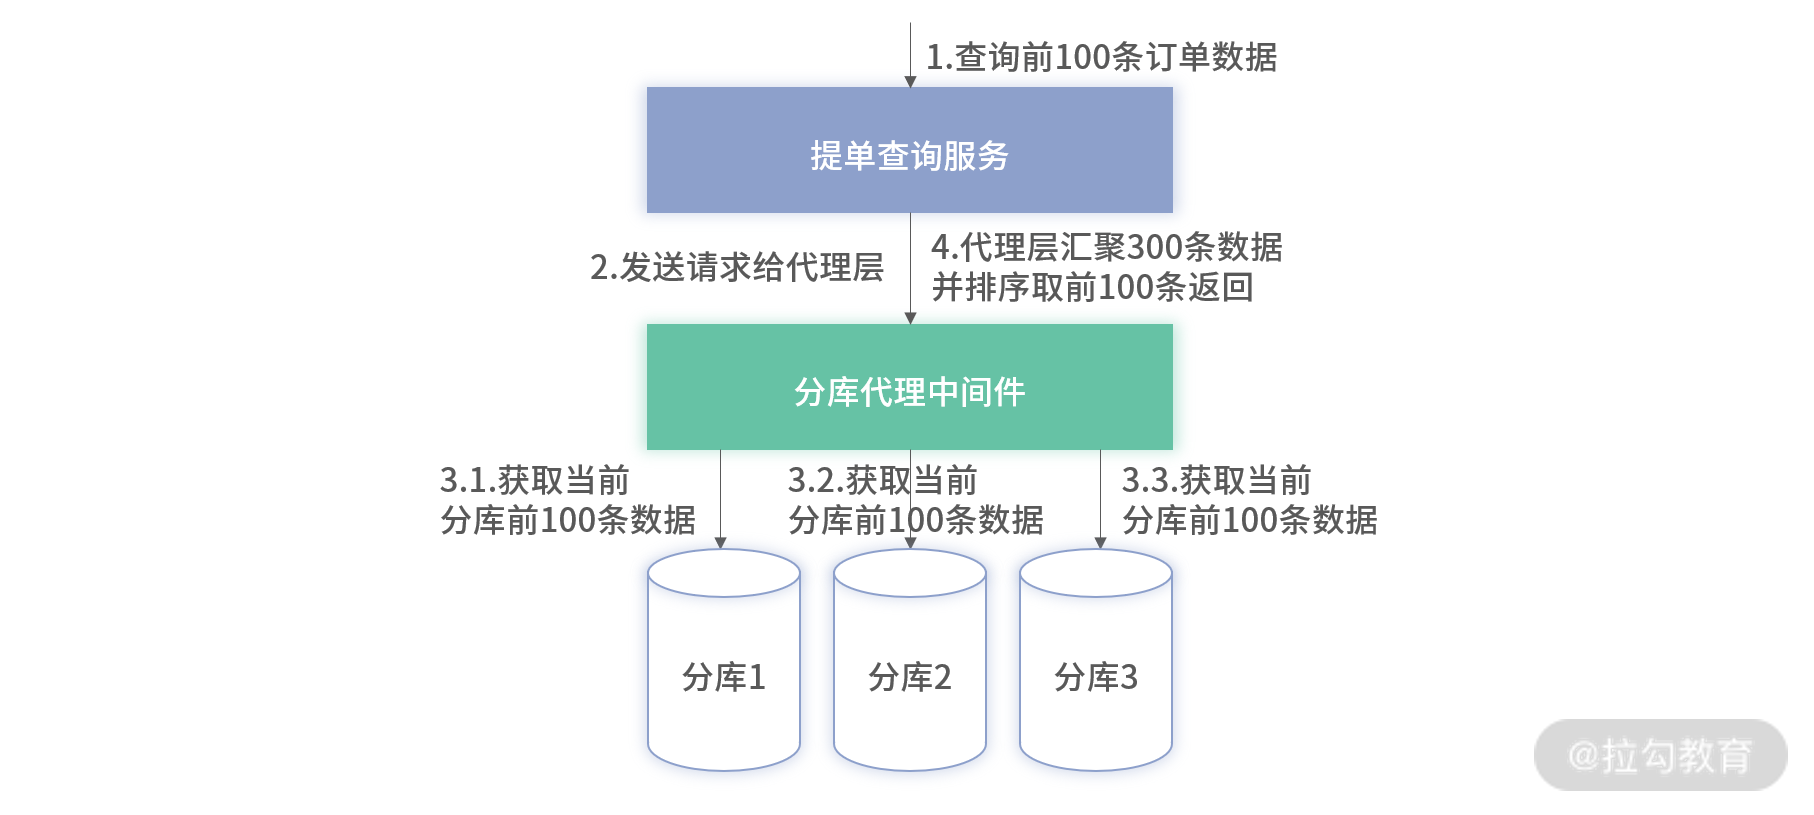 1.查询前100条订单数据
提单查询服务
2.发送请求给代理层
4.代理层汇聚300条数据
并排序取前100条返回
分库代理中间件
3.1.获取当前
分库前100条数据
3.2.获取当前
分库前100条数据
3.3.获取当前
分库前100条数据
分库1
分库2
分库3
@拉勾教育